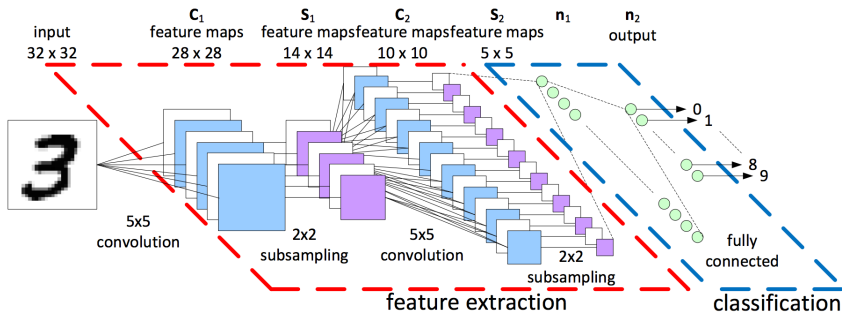 C₁ S₁ C₂ S₂ n₁ n₂
input feature maps feature maps feature maps feature maps output
32 x 32 28 x 28 14 x 14 10 x 10 5 x 5
3
0
1
8
9
5x5
convolution
2x2
subsampling
5x5
convolution
2x2
subsampling
fully
connected
feature extraction
classification